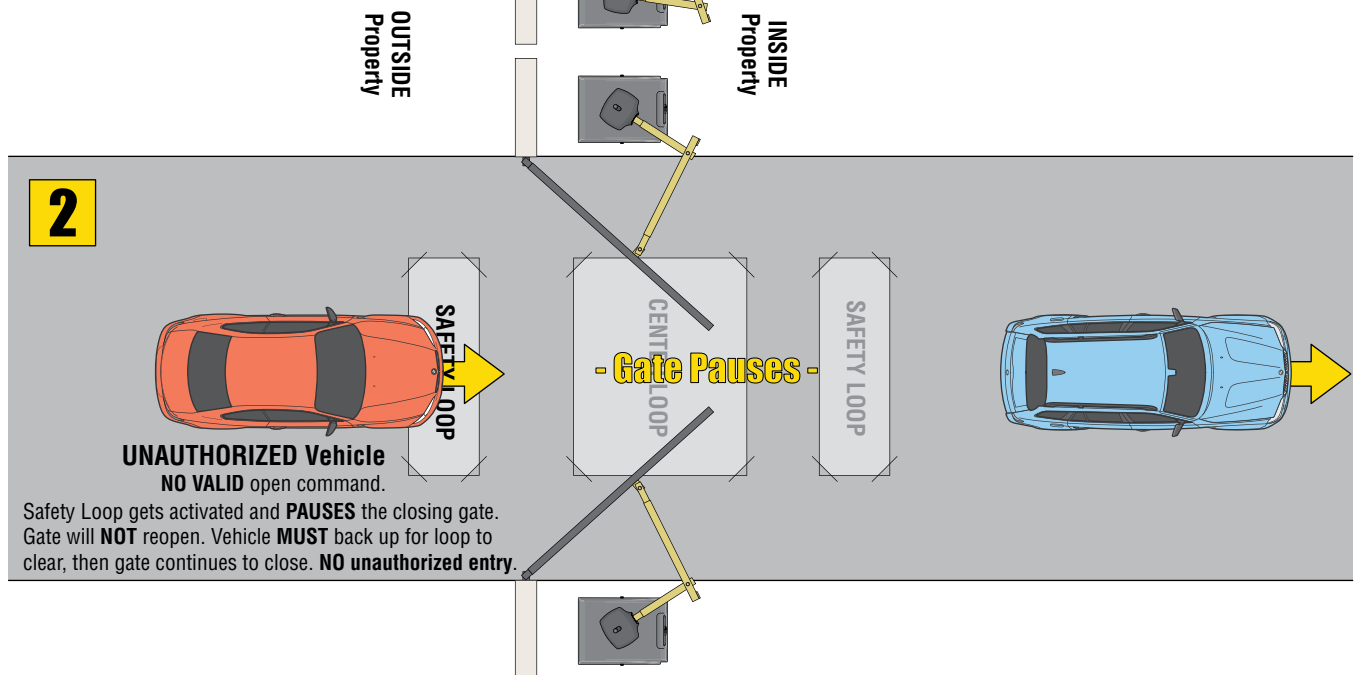 OUTSIDE
Property
INSIDE
Property
2
SAFETY LOOP
CENTER LOOP
SAFETY LOOP
- Gate Pauses -
UNAUTHORIZED Vehicle
NO VALID open command.
Safety Loop gets activated and PAUSES the closing gate.
Gate will NOT reopen. Vehicle MUST back up for loop to
clear, then gate continues to close. NO unauthorized entry.